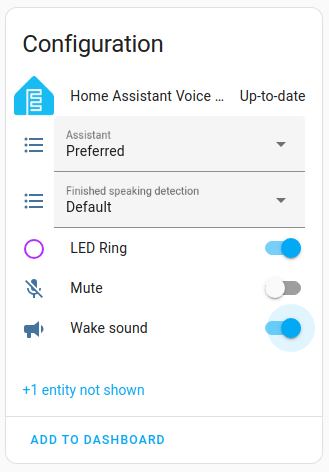 Configuration
Home Assistant Voice ... Up-to-date
Assistant
Preferred
Finished speaking detection
Default
LED Ring
Mute
Wake sound
+1 entity not shown
ADD TO DASHBOARD